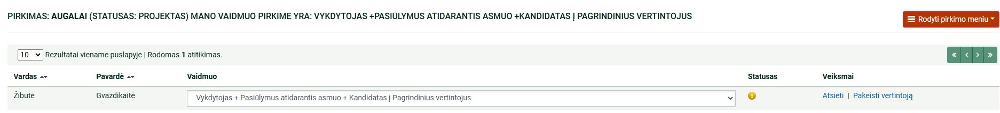 PIRKIMAS: AUGALAI (STATUSAS: PROJEKTAS) MANO VAIDMUO PIRKIME YRA: VYKDYTOJAS +PASIŪLYMUS ATIDARANTIS ASMUO +KANDIDATAS Į PAGRINDINIUS VERTINTOJUS
Rodyti pirkimo meniu
10 Rezultatai viename puslapyje | Rodomas 1 atitikimas.
Vardas Pavardė Vaidmuo Statusas Veiksmai
Žibutė Gvazdikaitė Vykdytojas + Pasiūlymus atidarantis asmuo + Kandidatas į Pagrindinius vertintojus Atsieti | Pakeisti vertintoją